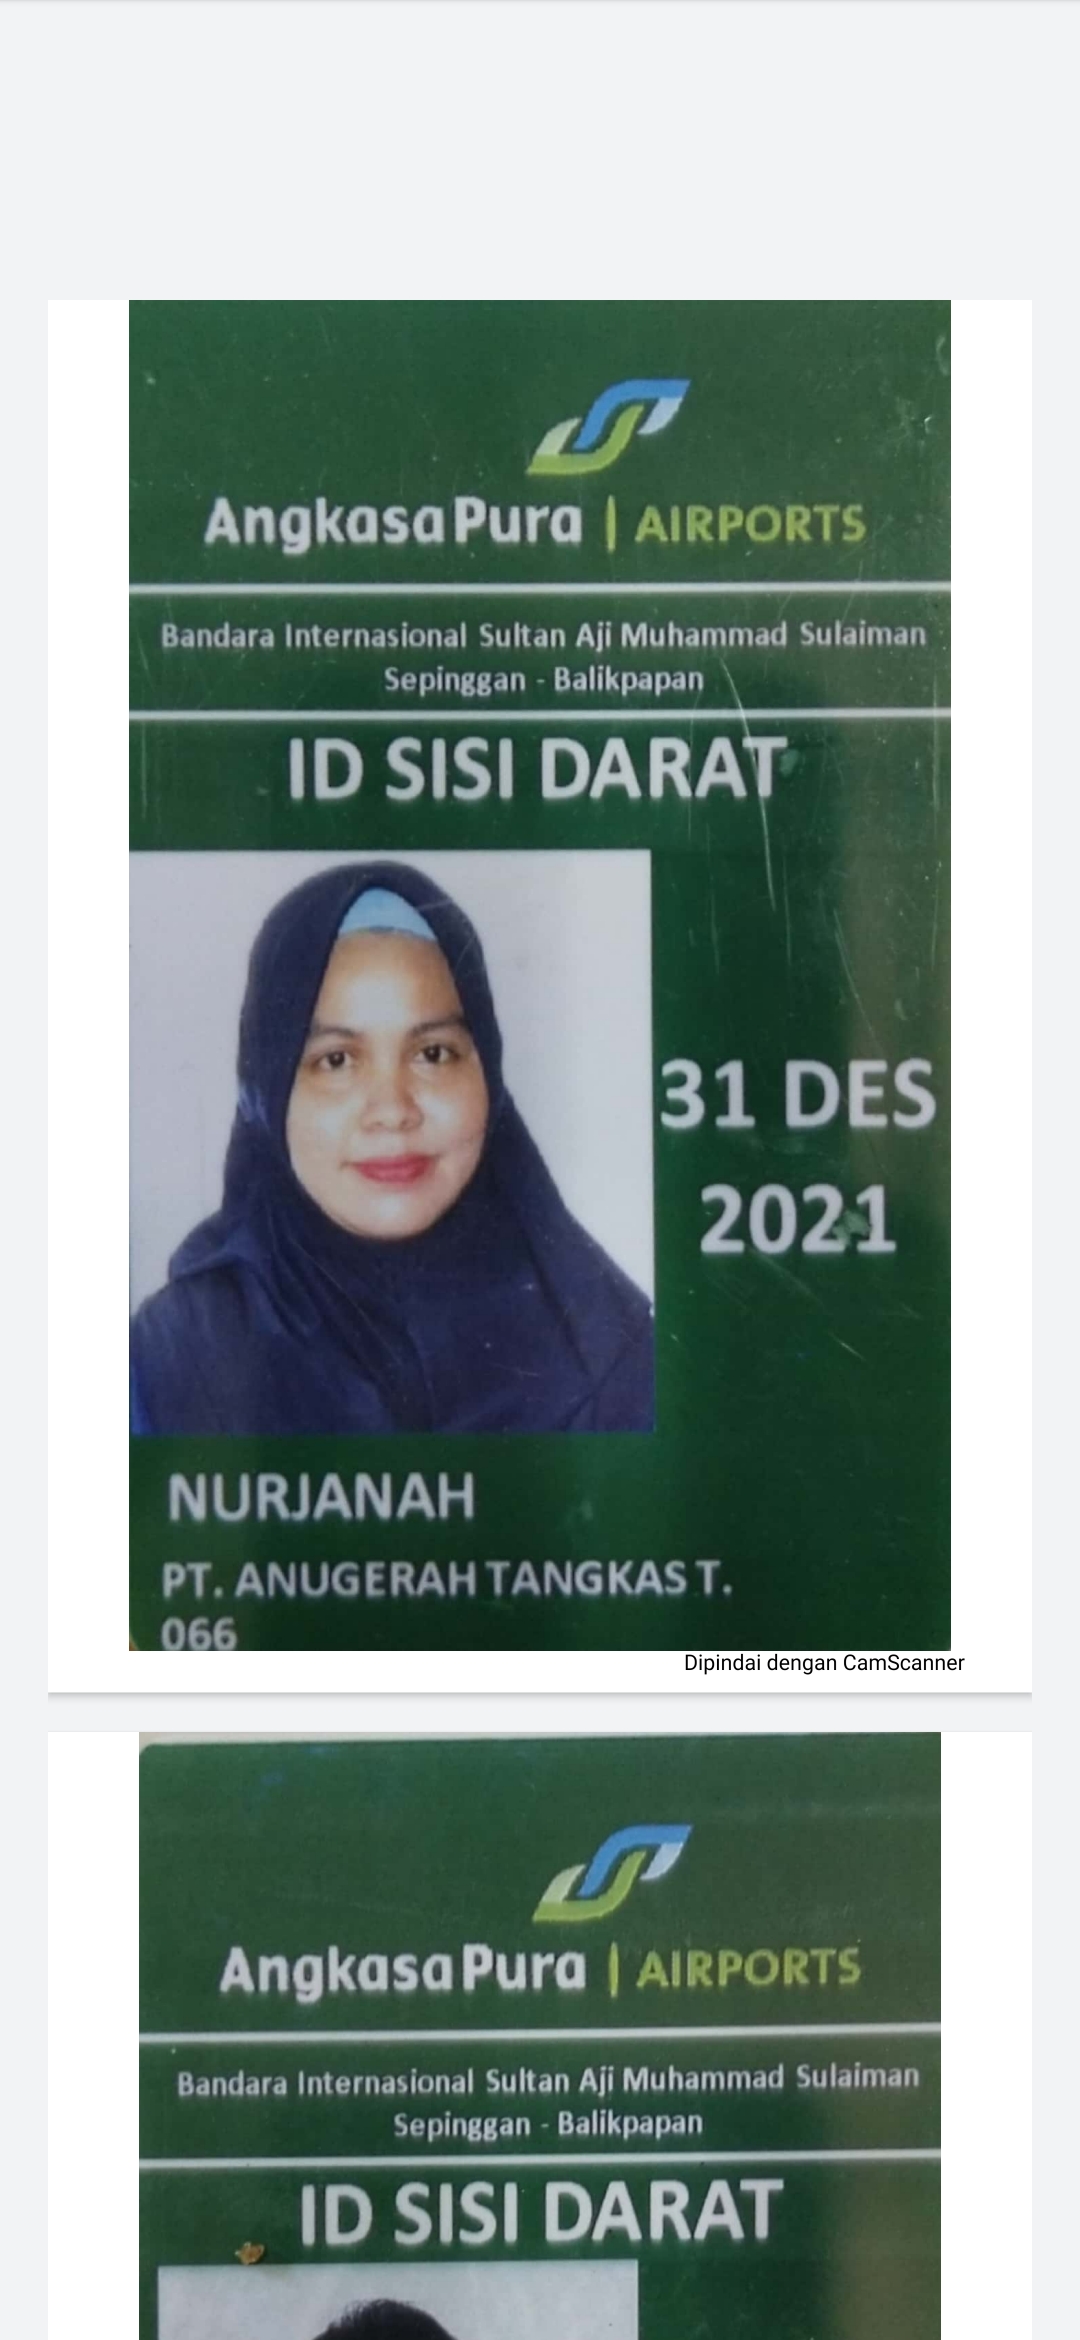 AngkasaPura | AIRPORTS
Bandara Internasional Sultan Aji Muhammad Sulaiman
Sepinggan - Balikpapan
ID SISI DARAT
31 DES
2021
NURJANAH
PT. ANUGERAH TANGKAS T.
066
Dipindai dengan CamScanner
AngkasaPura | AIRPORTS
Bandara Internasional Sultan Aji Muhammad Sulaiman
Sepinggan - Balikpapan
ID SISI DARAT